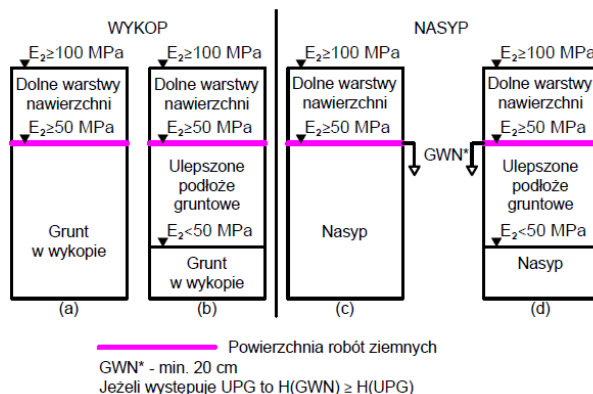 WYKOP NASYP
E₂≥100 MPa E₂≥100 MPa E₂≥100 MPa E₂≥100 MPa
Dolne warstwy Dolne warstwy Dolne warstwy Dolne warstwy
nawierzchni nawierzchni nawierzchni nawierzchni
E₂≥50 MPa E₂≥50 MPa E₂≥50 MPa E₂≥50 MPa
GWN*
Ulepszone Ulepszone
podłoże podłoże
gruntowe gruntowe
Grunt Nasyp
w wykopie
E₂<50 MPa E₂<50 MPa
Grunt Nasyp
w wykopie
(a) (b) (c) (d)
Powierzchnia robót ziemnych
GWN* - min. 20 cm
Jeżeli występuje UPG to H(GWN) ≥ H(UPG)